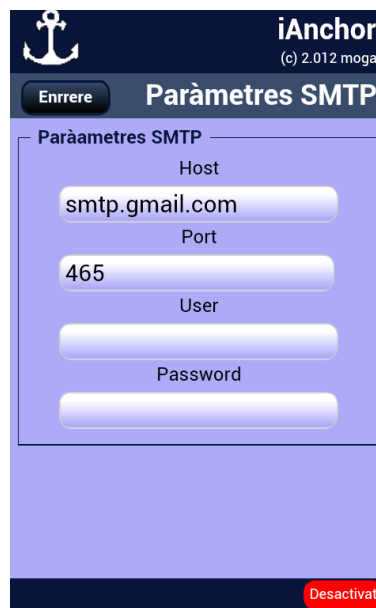 iAnchor
(c) 2.012 moga
Enrrere
Paràmetres SMTP
Paràametres SMTP
Host
smtp.gmail.com
Port
465
User
Password
Desactivat